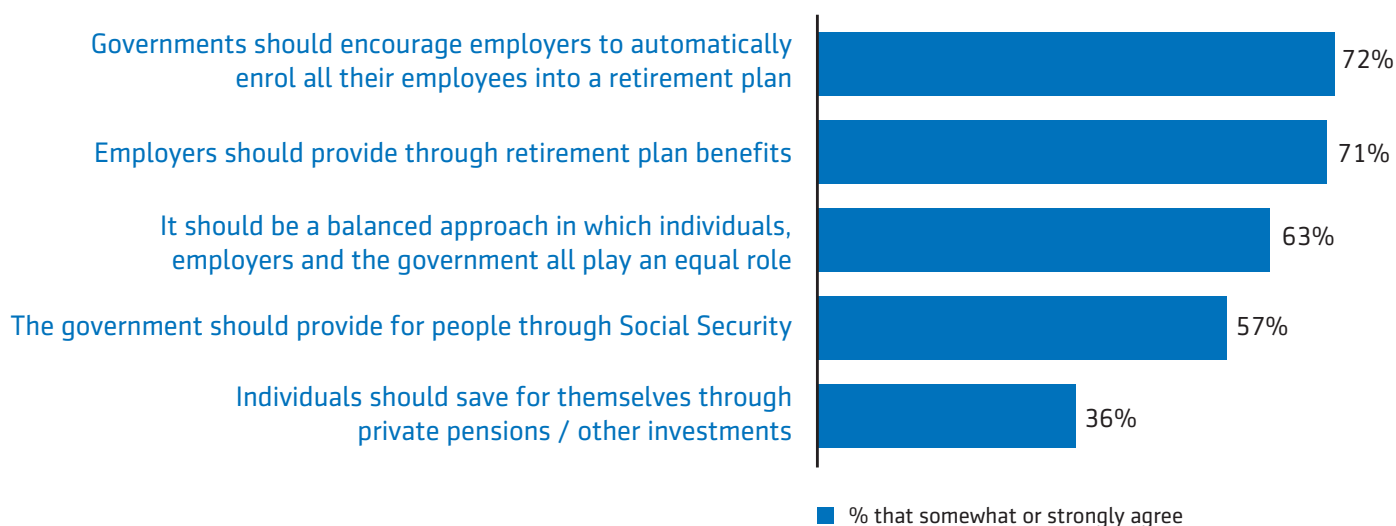 Governments should encourage employers to automatically
enrol all their employees into a retirement plan
72%
Employers should provide through retirement plan benefits
71%
It should be a balanced approach in which individuals,
employers and the government all play an equal role
63%
The government should provide for people through Social Security
57%
Individuals should save for themselves through
private pensions / other investments
36%
% that somewhat or strongly agree